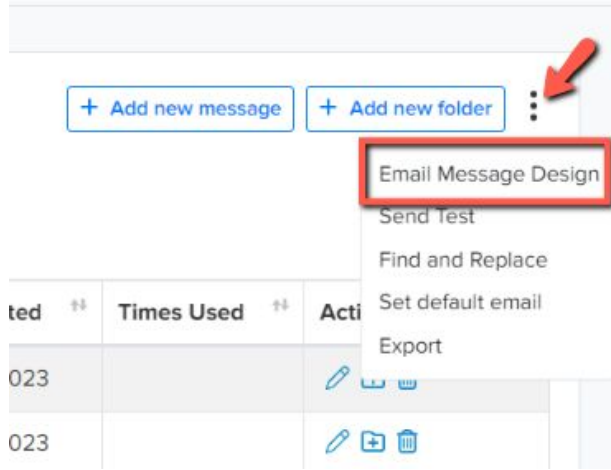 + Add new message + Add new folder
Email Message Design
Send Test
Find and Replace
Set default email
Export
ted Times Used Acti
023
023